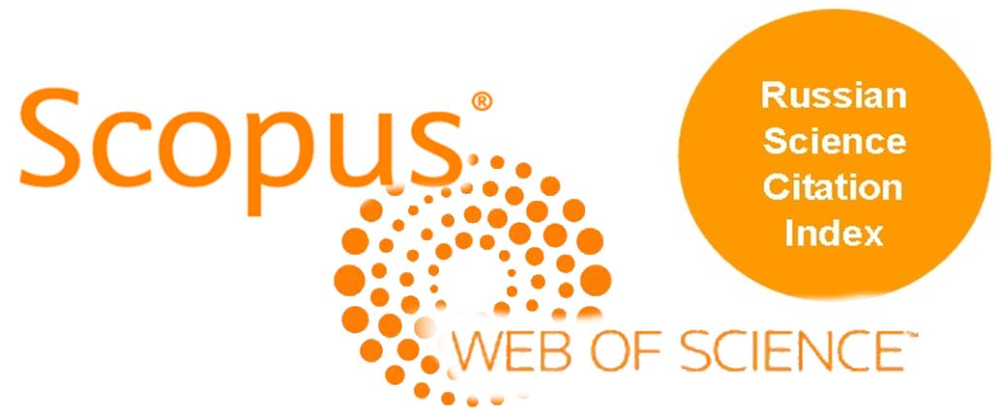 Scopus®
Russian
Science
Citation
Index
WEB OF SCIENCE™